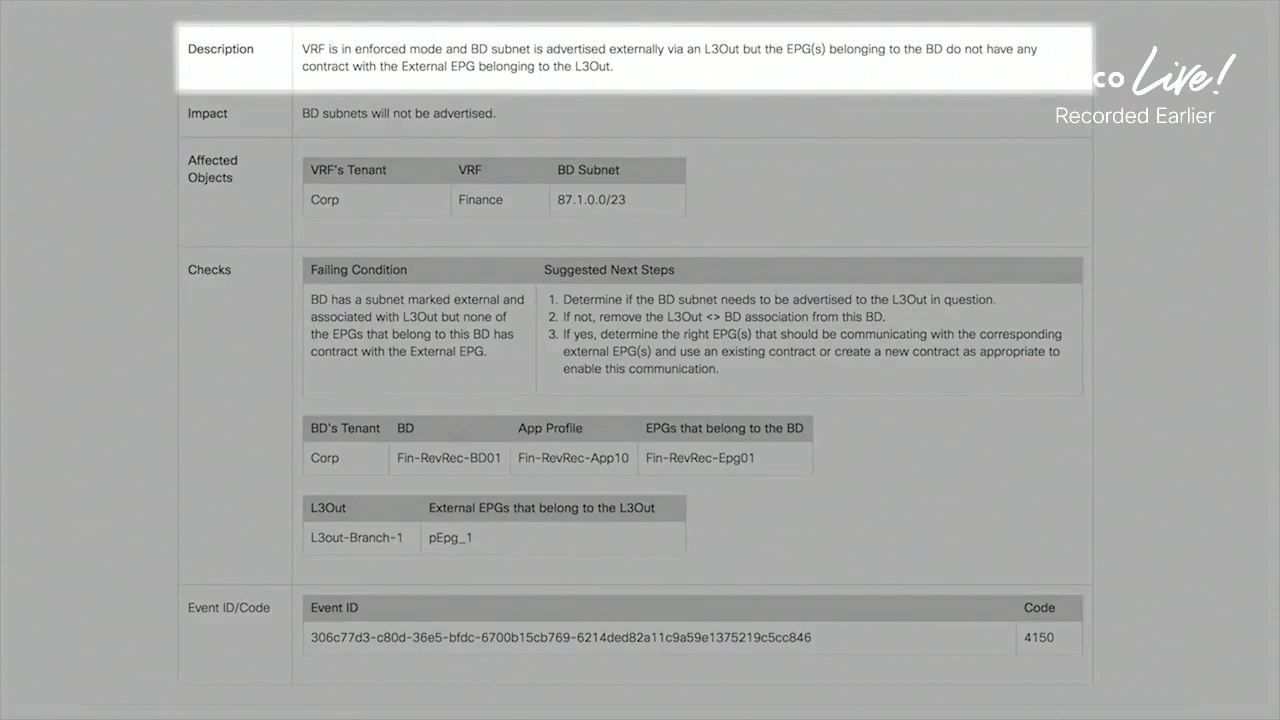 Description
VRF is in enforced mode and BD subnet is advertised externally via an L3Out but the EPG(s) belonging to the BD do not have any
contract with the External EPG belonging to the L3Out.
co Live!
Recorded Earlier
Impact
BD subnets will not be advertised.
Affected
Objects
VRF's Tenant VRF BD Subnet
Corp Finance 87.1.0.0/23
Checks
Failing Condition Suggested Next Steps
BD has a subnet marked external and
associated with L3Out but none of
the EPGs that belong to this BD has
contract with the External EPG.
1. Determine if the BD subnet needs to be advertised to the L3Out in question.
2. If not, remove the L3Out <> BD association from this BD.
3. If yes, determine the right EPG(s) that should be communicating with the corresponding
external EPG(s) and use an existing contract or create a new contract as appropriate to
enable this communication.
BD's Tenant BD App Profile EPGs that belong to the BD
Corp Fin-RevRec-BD01 Fin-RevRec-App10 Fin-RevRec-Epg01
L3Out External EPGs that belong to the L3Out
L3out-Branch-1 pEpg_1
Event ID/Code
Event ID Code
306c77d3-c80d-36e5-bfdc-6700b15cb769-6214ded82a11c9a59e1375219c5cc846 4150